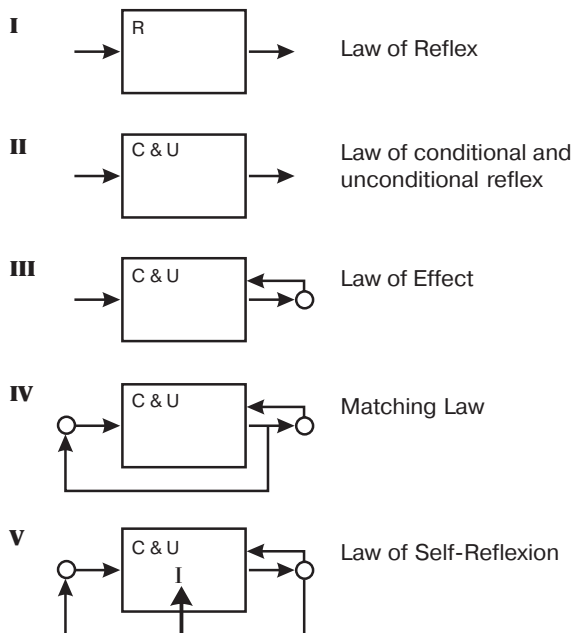 I
R
Law of Reflex
II
C & U
Law of conditional and
unconditional reflex
III
C & U
Law of Effect
IV
C & U
Matching Law
V
C & U
I
Law of Self-Reflexion